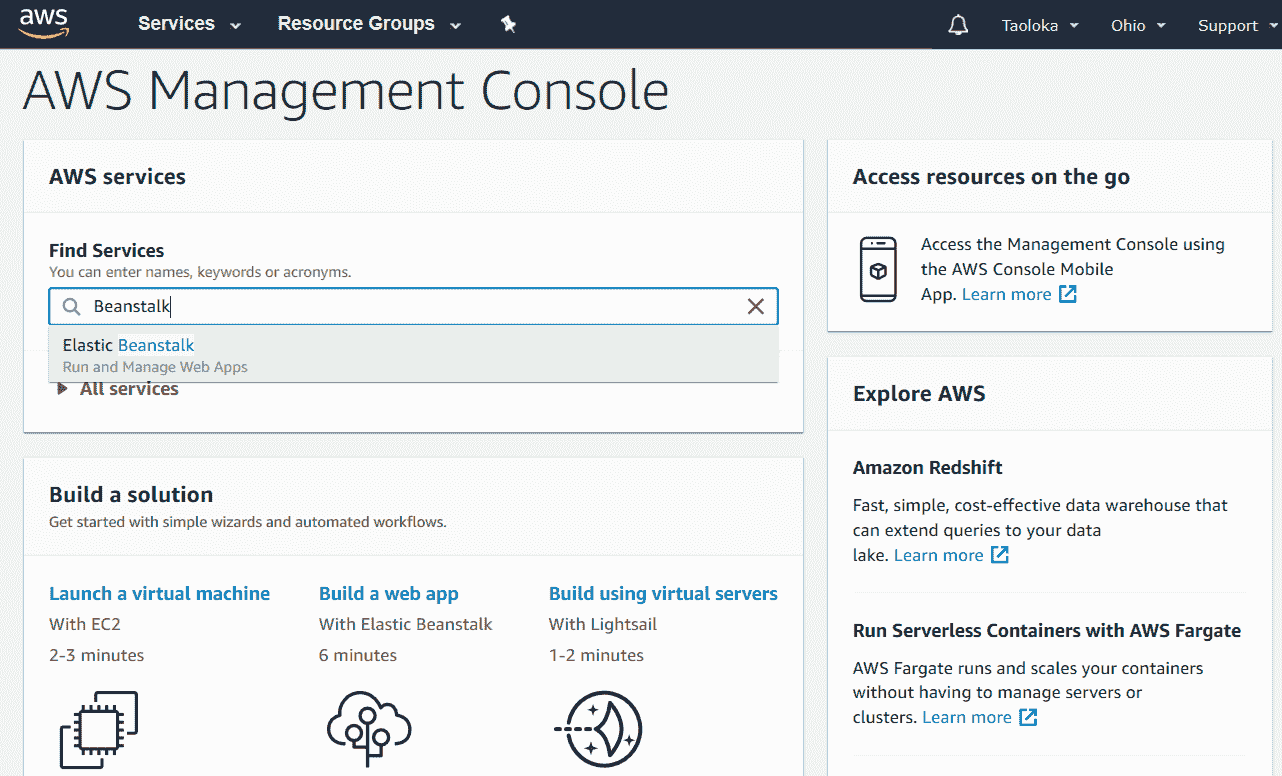 aws
Services
Resource Groups
Taoloka
Ohio
Support
AWS Management Console
AWS services
Find Services
You can enter names, keywords or acronyms.
Beanstalk
Elastic Beanstalk
Run and Manage Web Apps
All services
Build a solution
Get started with simple wizards and automated workflows.
Launch a virtual machine
With EC2
2-3 minutes
Build a web app
With Elastic Beanstalk
6 minutes
Build using virtual servers
With Lightsail
1-2 minutes
Access resources on the go
Access the Management Console using
the AWS Console Mobile
App. Learn more
Explore AWS
Amazon Redshift
Fast, simple, cost-effective data warehouse that
can extend queries to your data
lake. Learn more
Run Serverless Containers with AWS Fargate
AWS Fargate runs and scales your containers
without having to manage servers or
clusters. Learn more